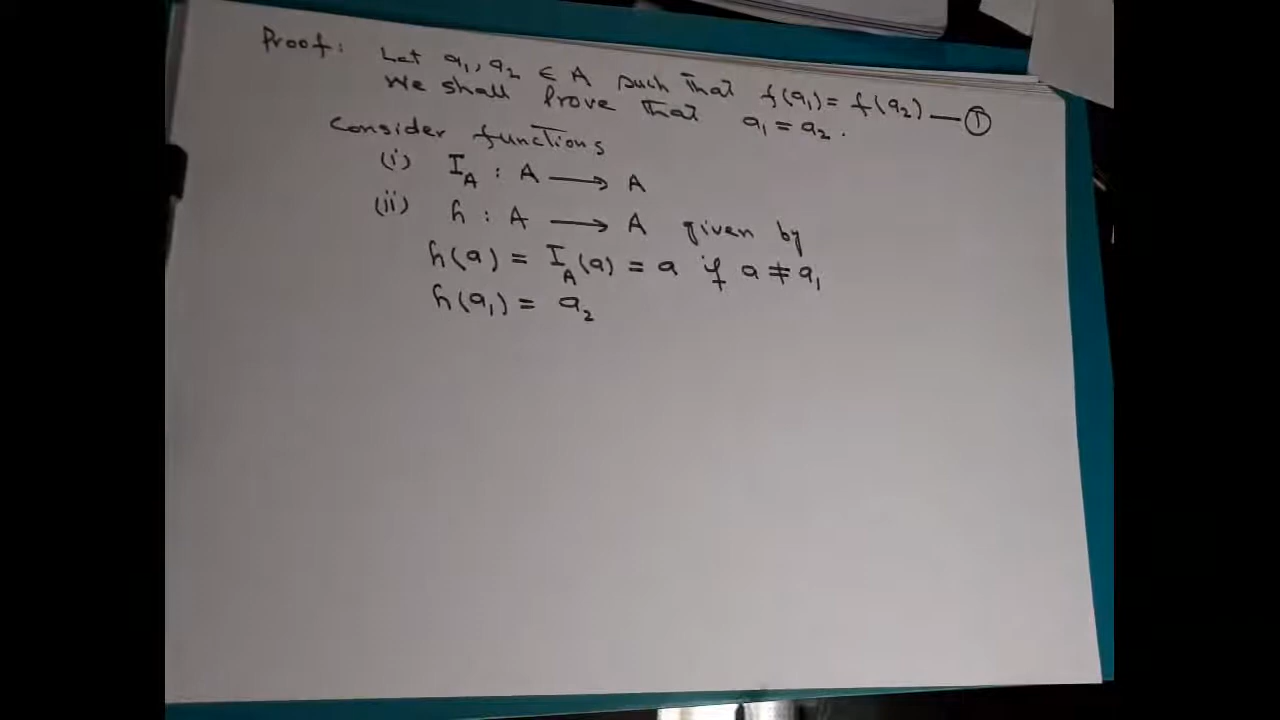 Proof: Let a₁, a₂ ∈ A such that f(a₁) = f(a₂) — ①
We shall Prove that a₁ = a₂.
Consider functions
(i) I_A : A ⟶ A
(ii) h : A ⟶ A given by
h(a) = I_A(a) = a if a ≠ a₁
h(a₁) = a₂